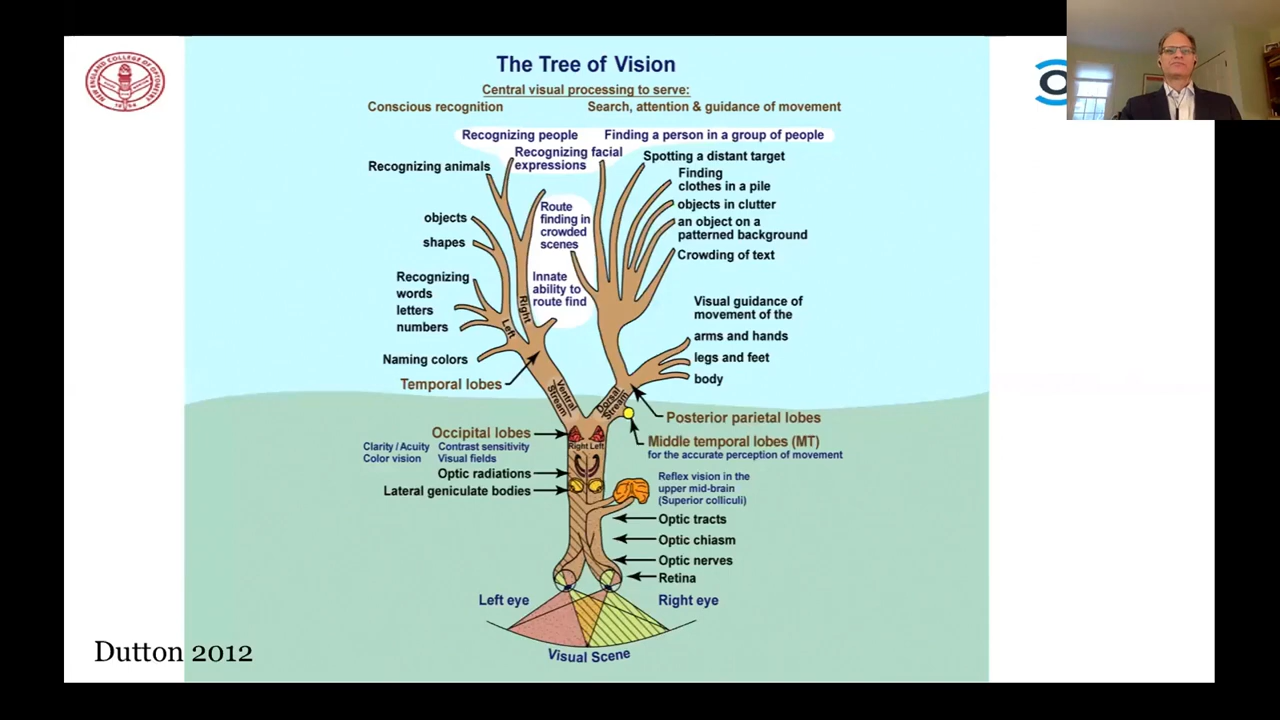 The Tree of Vision
Central visual processing to serve:
Conscious recognition
Search, attention & guidance of movement
Recognizing people
Finding a person in a group of people
Recognizing facial
expressions
Spotting a distant target
Recognizing animals
Finding
clothes in a pile
objects in clutter
an object on a
patterned background
Crowding of text
Route
finding in
crowded
scenes
objects
shapes
Innate
ability to
route find
Recognizing
words
letters
numbers
Naming colors
Left
Right
Visual guidance of
movement of the
arms and hands
legs and feet
body
Temporal lobes
Ventral
Stream
Dorsal
Stream
Posterior parietal lobes
Occipital lobes
Right Left
Clarity / Acuity
Contrast sensitivity
Color vision
Visual fields
Middle temporal lobes (MT)
for the accurate perception of movement
Optic radiations
Lateral geniculate bodies
Reflex vision in the
upper mid-brain
(Superior colliculi)
Optic tracts
Optic chiasm
Optic nerves
Retina
Left eye
Right eye
Visual Scene
Dutton 2012
NEW ENGLAND COLLEGE OF OPTOMETRY
1894